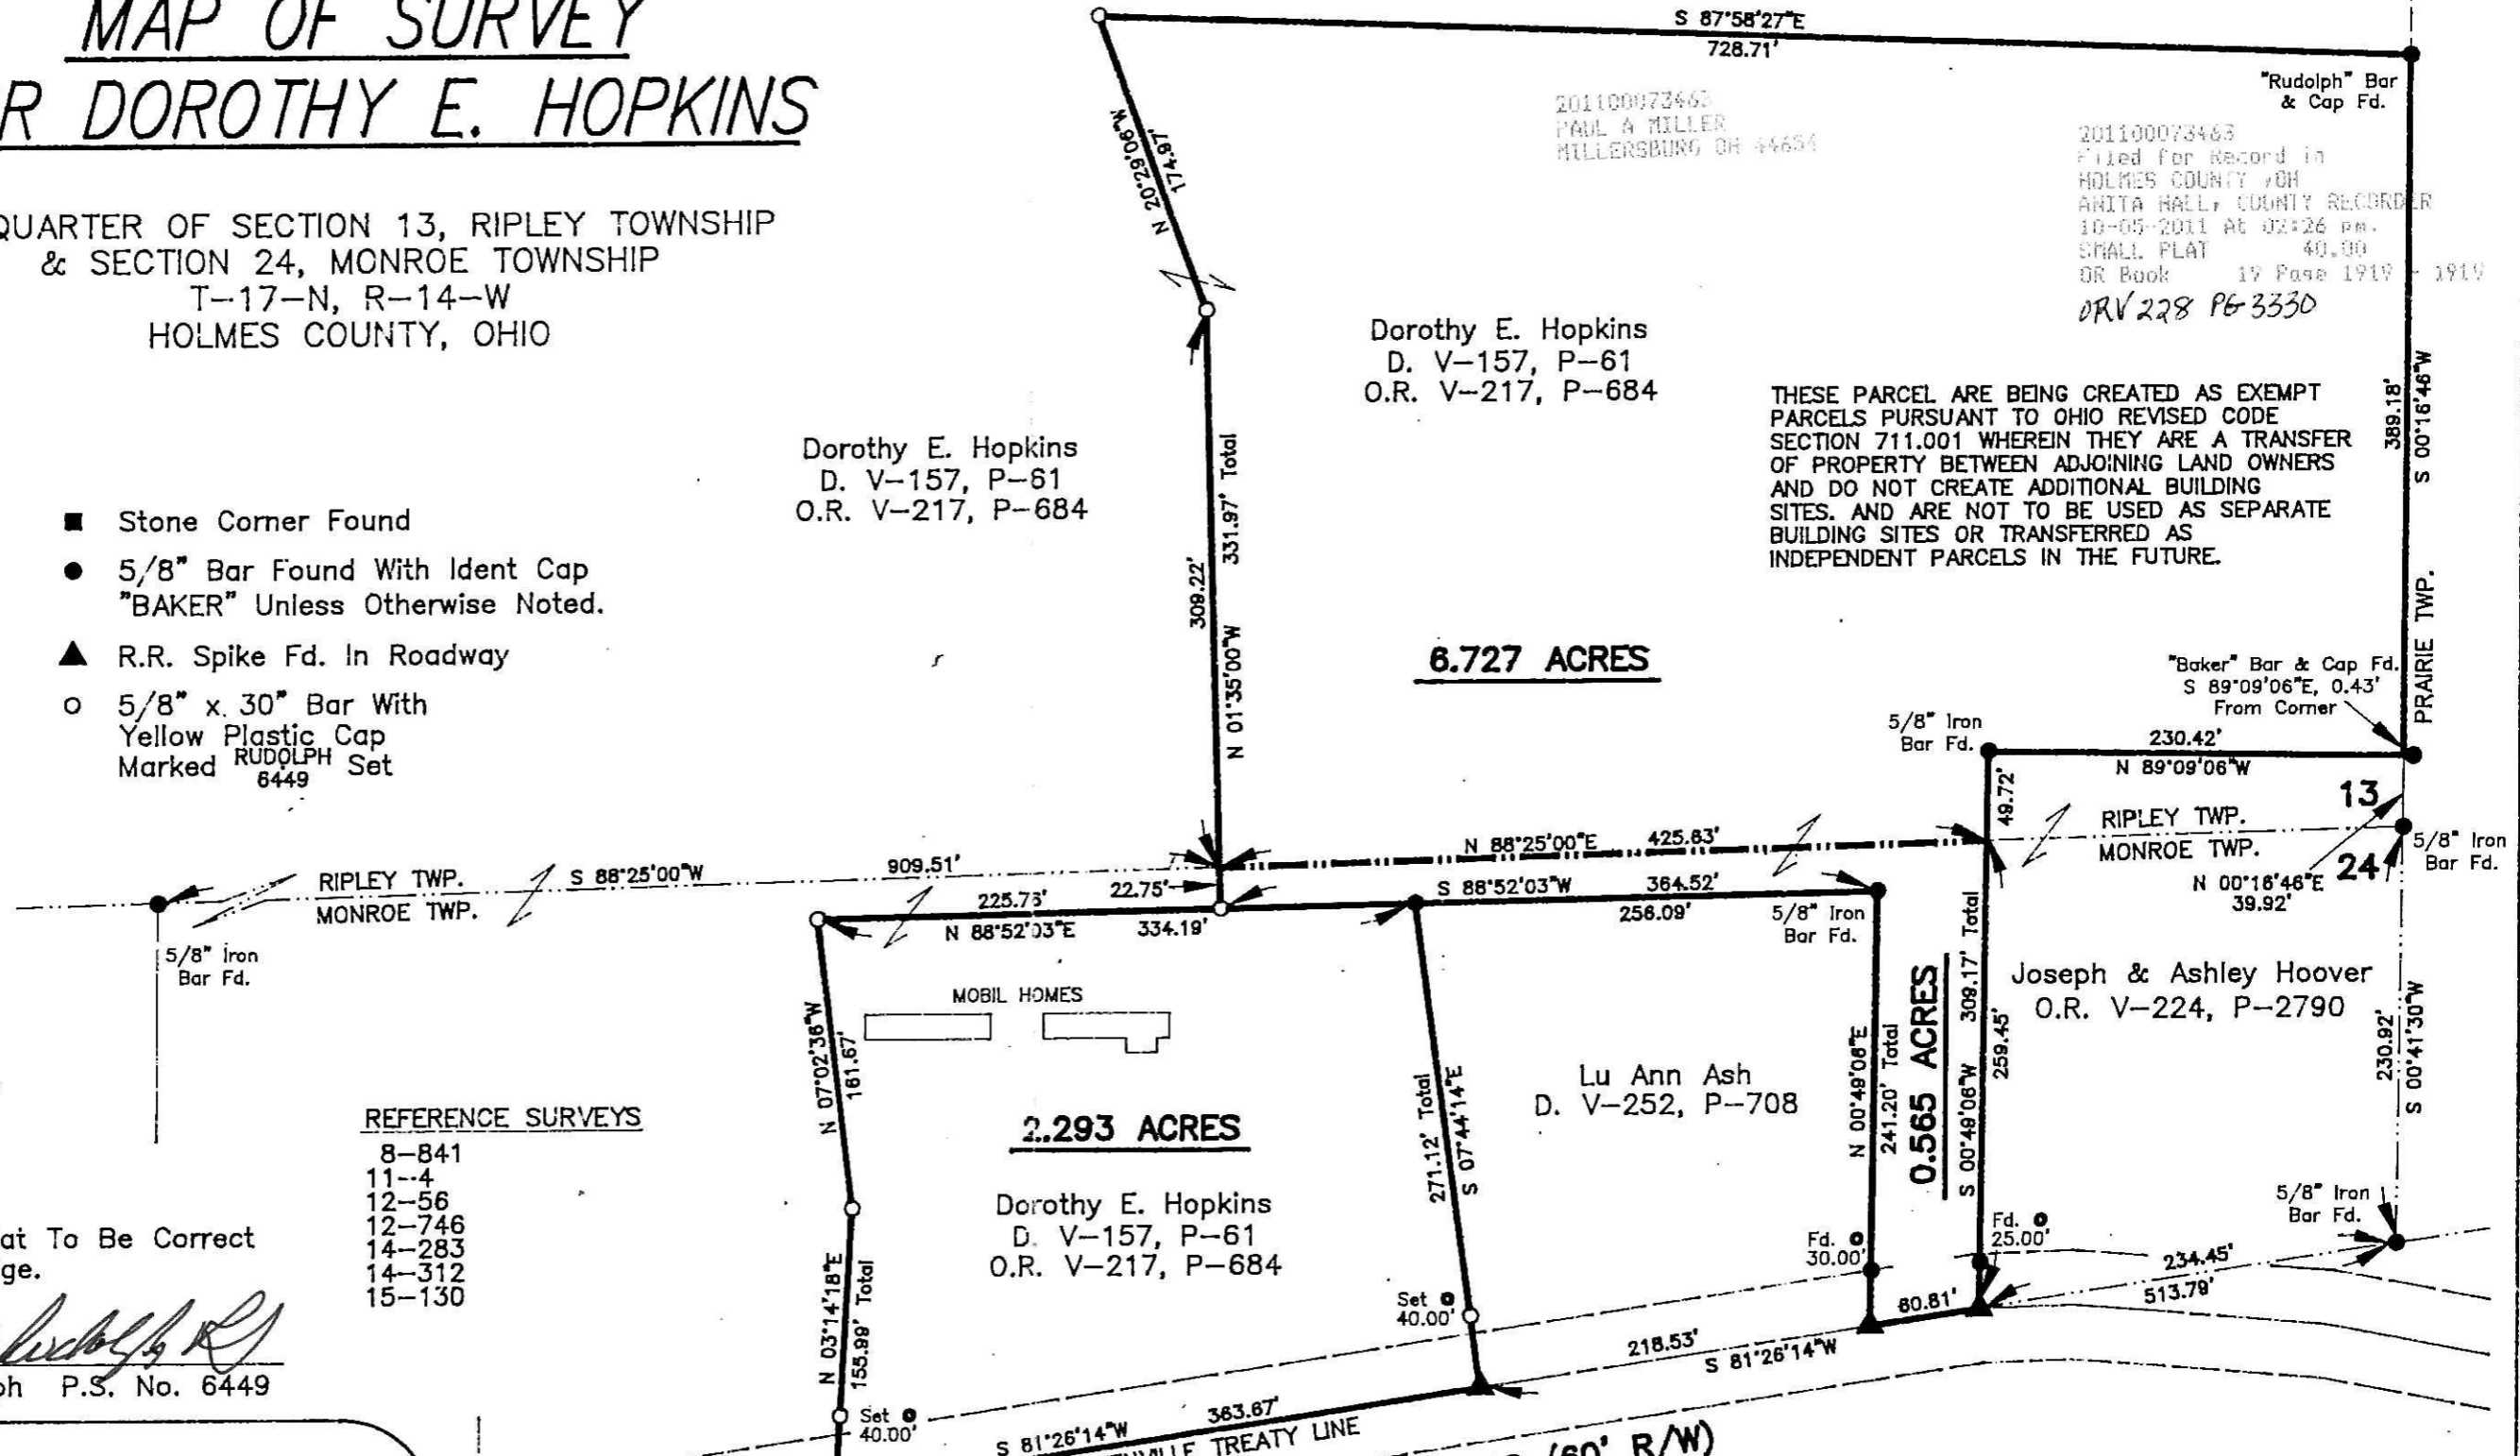 MAP OF SURVEY
R DOROTHY E. HOPKINS
QUARTER OF SECTION 13, RIPLEY TOWNSHIP
& SECTION 24, MONROE TOWNSHIP
T-17-N, R-14-W
HOLMES COUNTY, OHIO
S 87°58'27"E
728.71'
"Rudolph" Bar
& Cap Fd.
201100073463
PAUL A MILLER
MILLERSBURG OH 44654
201100073463
Filed for Record in
HOLMES COUNTY ,OH
ANITA HALL, COUNTY RECORDER
10-05-2011 At 02:26 pm.
SMALL PLAT 40.00
OR Book 19 Page 1919 - 1919
ORV 228 PG 3330
N 20°29'06"W
174.97'
Dorothy E. Hopkins
D. V-157, P-61
O.R. V-217, P-684
Dorothy E. Hopkins
D. V-157, P-61
O.R. V-217, P-684
THESE PARCEL ARE BEING CREATED AS EXEMPT
PARCELS PURSUANT TO OHIO REVISED CODE
SECTION 711.001 WHEREIN THEY ARE A TRANSFER
OF PROPERTY BETWEEN ADJOINING LAND OWNERS
AND DO NOT CREATE ADDITIONAL BUILDING
SITES. AND ARE NOT TO BE USED AS SEPARATE
BUILDING SITES OR TRANSFERRED AS
INDEPENDENT PARCELS IN THE FUTURE.
389.18'
S 00°16'46"W
PRAIRIE TWP.
309.22'
N 01°35'00"W 331.97' Total
■ Stone Corner Found
● 5/8" Bar Found With Ident Cap
"BAKER" Unless Otherwise Noted.
▲ R.R. Spike Fd. In Roadway
○ 5/8" x 30" Bar With
Yellow Plastic Cap
Marked RUDOLPH Set
6449
6.727 ACRES
"Baker" Bar & Cap Fd.
S 89°09'06"E, 0.43'
From Corner
5/8" Iron
Bar Fd.
230.42'
N 89°09'06"W
49.72'
13
RIPLEY TWP.
MONROE TWP.
24
5/8" Iron
Bar Fd.
N 00°16'46"E
39.92'
N 88°25'00"E 425.83'
RIPLEY TWP.
MONROE TWP.
S 88°25'00"W
909.51'
5/8" Iron
Bar Fd.
225.73'
22.75'
N 88°52'03"E
334.19'
S 88°52'03"W 364.52'
256.09'
5/8" Iron
Bar Fd.
MOBIL HOMES
N 07°02'36"W
161.67'
2.293 ACRES
Dorothy E. Hopkins
D. V-157, P-61
O.R. V-217, P-684
271.12' Total
S 07°44'14"E
Lu Ann Ash
D. V-252, P-708
N 00°49'06"E
241.20' Total
0.565 ACRES
S 00°49'06"W 309.17' Total
259.45'
Joseph & Ashley Hoover
O.R. V-224, P-2790
230.92'
S 00°41'30"W
REFERENCE SURVEYS
8-841
11-4
12-56
12-746
14-283
14-312
15-130
at To Be Correct
ge.
ph P.S. No. 6449
N 03°14'18"E
155.99' Total
Set @
40.00'
Set @
40.00'
Fd. @
30.00'
Fd. @
25.00'
5/8" Iron
Bar Fd.
60.81'
234.45'
513.79'
218.53'
S 81°26'14"W
363.67'
S 81°26'14"W
VILLE TREATY LINE
(60' R/W)